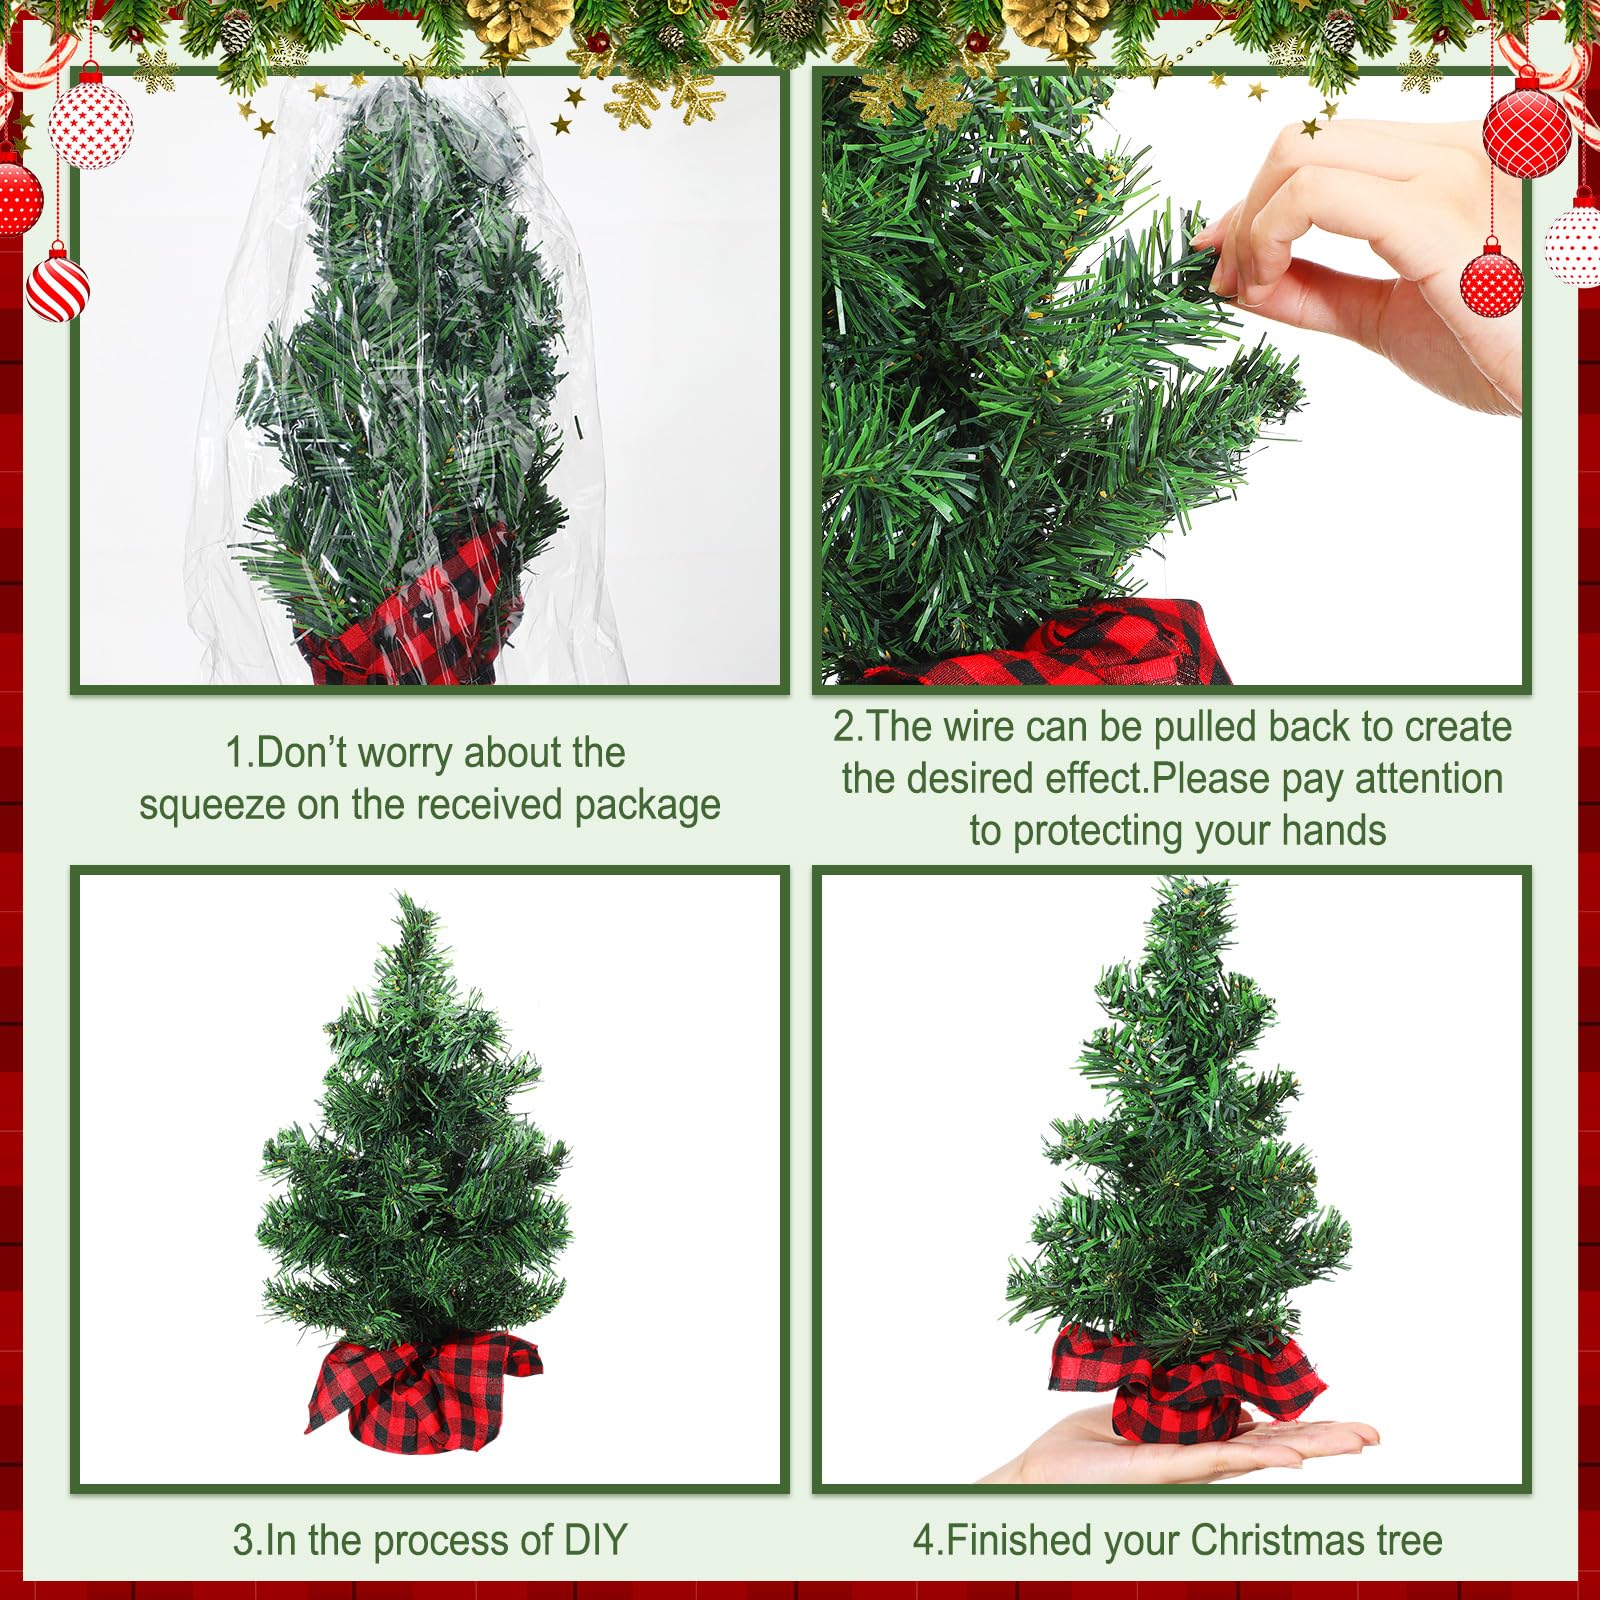 1.Don’t worry about the
squeeze on the received package
2.The wire can be pulled back to create
the desired effect.Please pay attention
to protecting your hands
3.In the process of DIY
4.Finished your Christmas tree